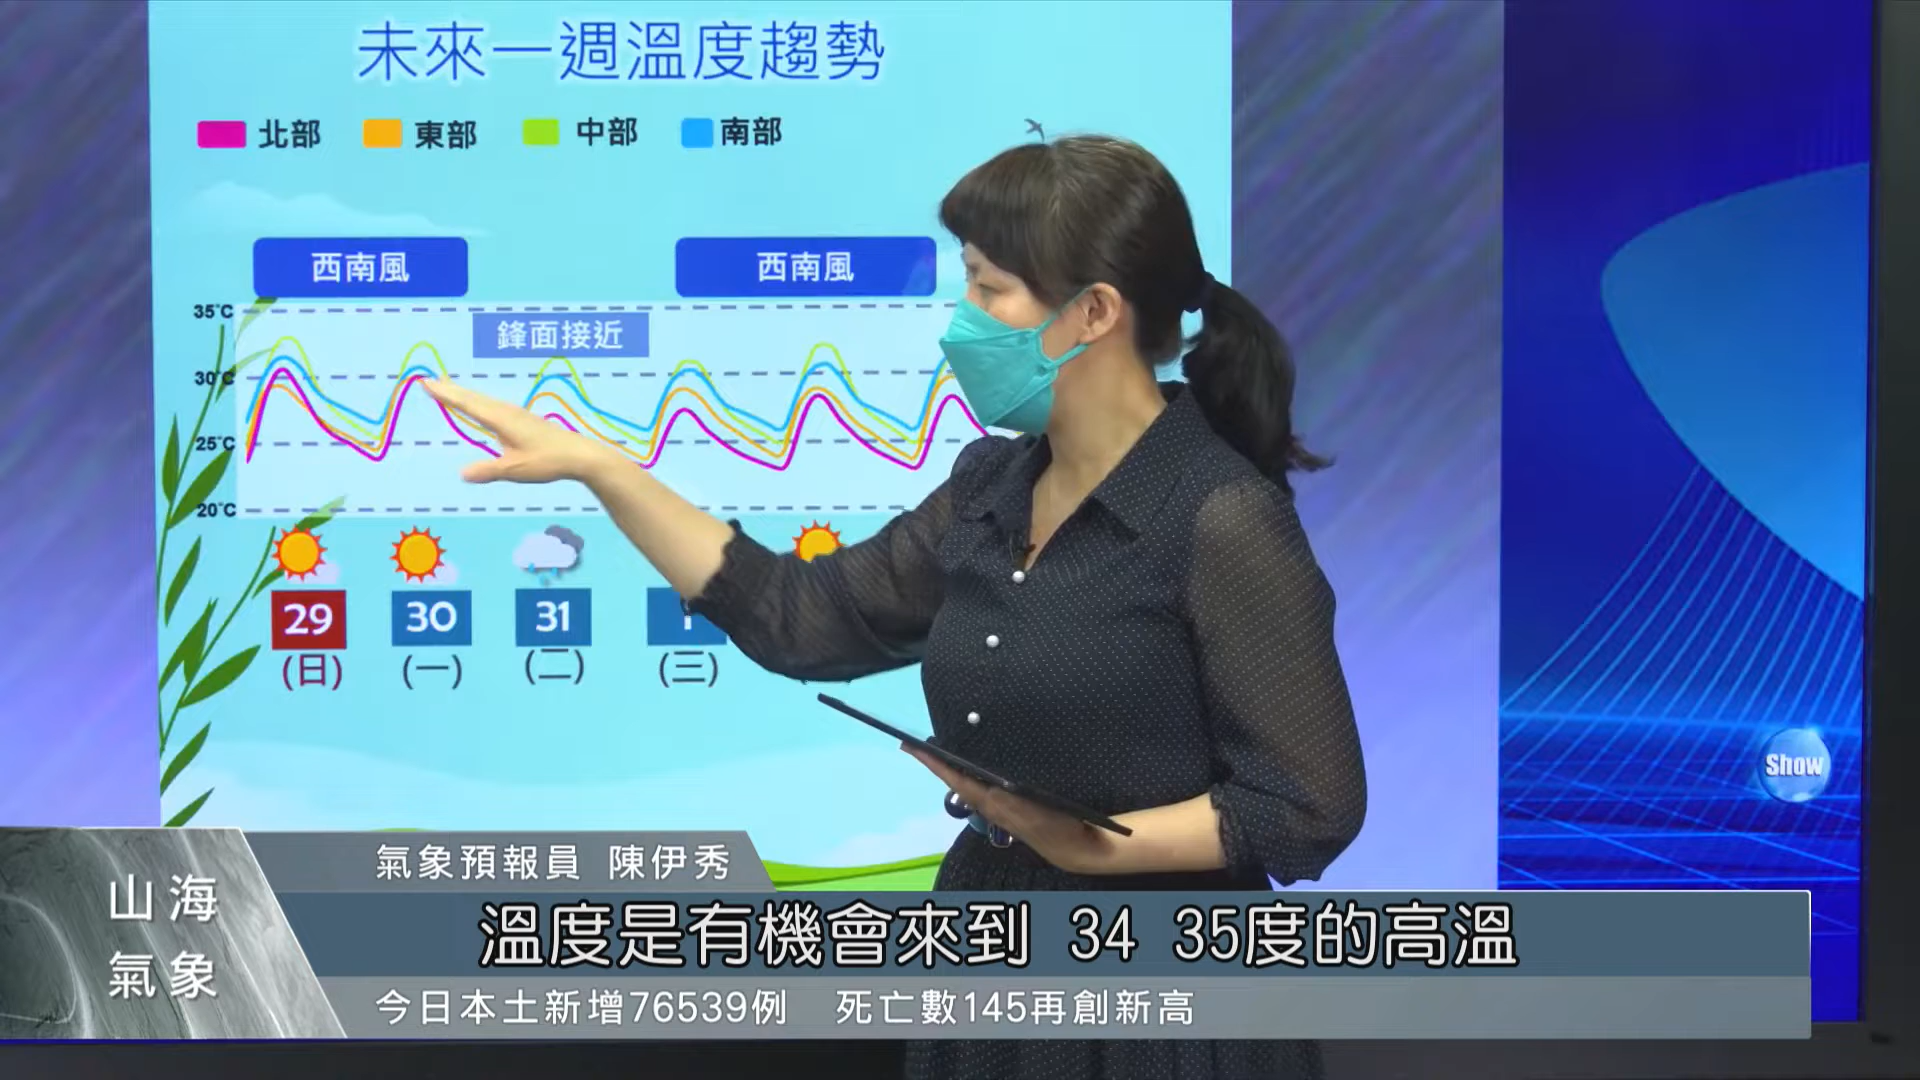 未來一週溫度趨勢
北部 東部 中部 南部
西南風 西南風
35°C
鋒面接近
30°C
25°C
20°C
29 30 31 1
(日) (一) (二) (三)
Show
氣象預報員 陳伊秀
山海
氣象
溫度是有機會來到 34 35度的高溫
今日本土新增76539例 死亡數145再創新高